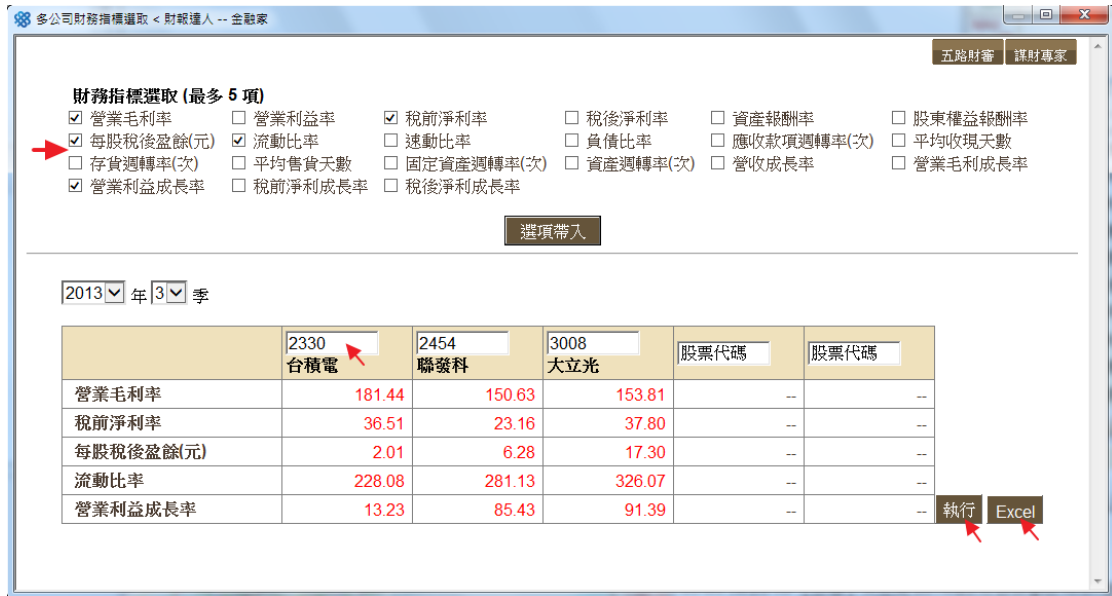 多公司財務指標選取 < 財報達人 -- 金融家
五路財審 謀財專家
財務指標選取 (最多 5 項)
營業毛利率 營業利益率 稅前淨利率 稅後淨利率 資產報酬率 股東權益報酬率
每股稅後盈餘(元) 流動比率 速動比率 負債比率 應收款項週轉率(次) 平均收現天數
存貨週轉率(次) 平均售貨天數 固定資產週轉率(次) 資產週轉率(次) 營收成長率 營業毛利成長率
營業利益成長率 稅前淨利成長率 稅後淨利成長率
選項帶入
2013 年 3 季
2330 2454 3008 股票代碼 股票代碼
台積電 聯發科 大立光
營業毛利率 181.44 150.63 153.81 -- --
稅前淨利率 36.51 23.16 37.80 -- --
每股稅後盈餘(元) 2.01 6.28 17.30 -- --
流動比率 228.08 281.13 326.07 -- --
營業利益成長率 13.23 85.43 91.39 -- -- 執行 Excel